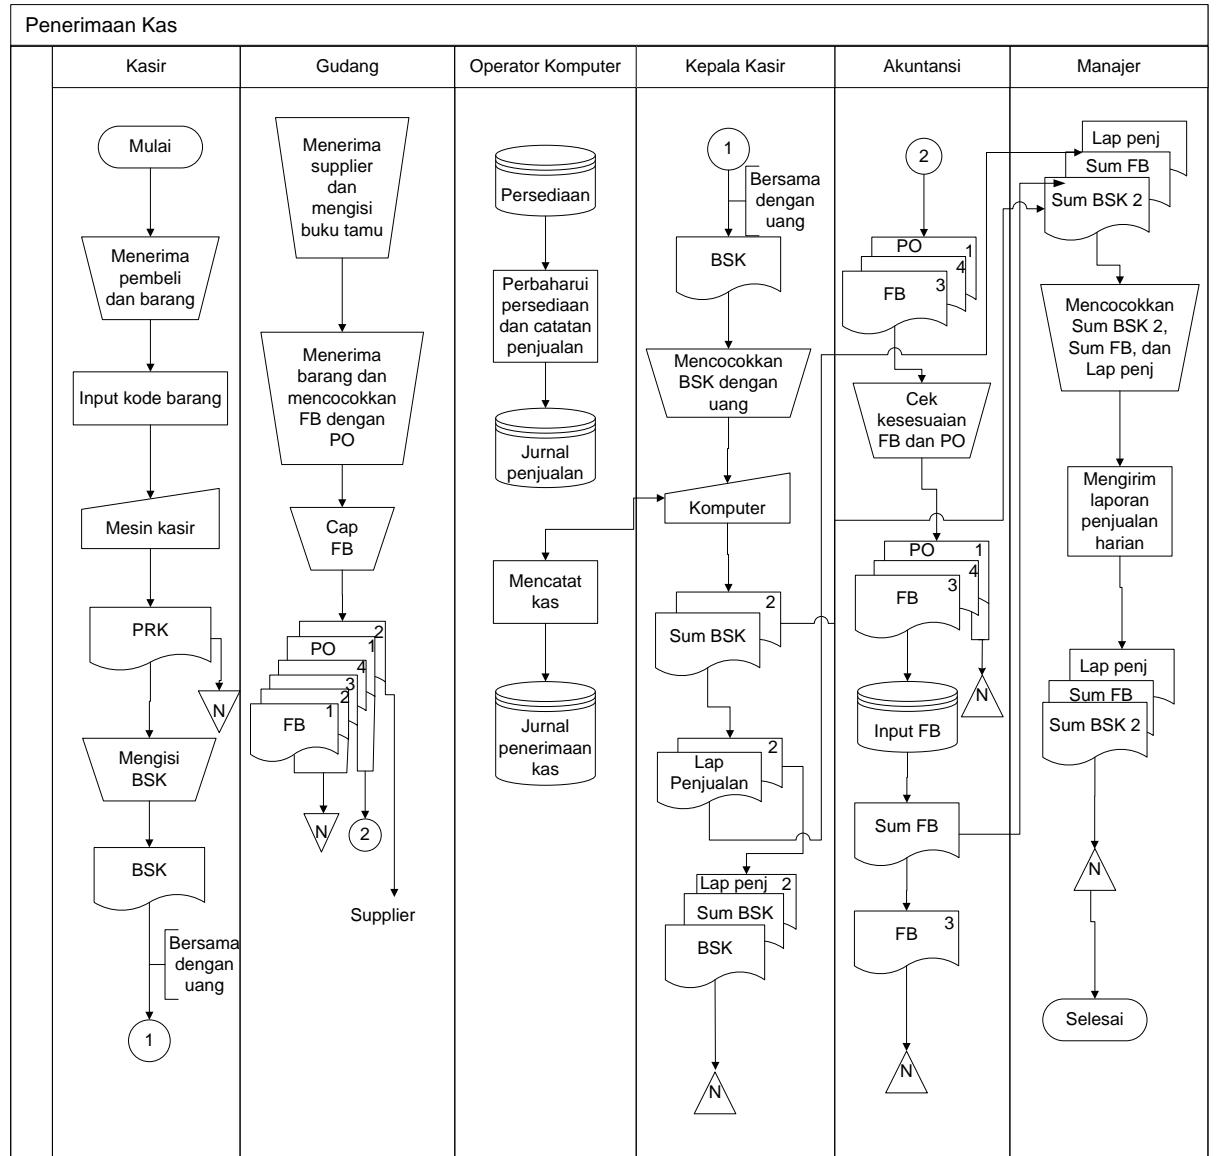 Penerimaan Kas
Kasir
Gudang
Operator Komputer
Kepala Kasir
Akuntansi
Manajer
Mulai
Menerima
pembeli
dan barang
Input kode barang
Mesin kasir
PRK
N
Mengisi
BSK
BSK
Bersama
dengan
uang
1
Menerima
supplier
dan
mengisi
buku tamu
Menerima
barang dan
mencocokkan
FB dengan
PO
Cap
FB
2
PO
1
4
3
2
FB
1
N
2
Supplier
Persediaan
Perbaharui
persediaan
dan catatan
penjualan
Jurnal
penjualan
Mencatat
kas
Jurnal
penerimaan
kas
1
Bersama
dengan
uang
BSK
Mencocokkan
BSK dengan
uang
Komputer
2
Sum BSK
2
Lap
Penjualan
Lap penj
2
Sum BSK
BSK
N
2
PO
1
4
FB
3
Cek
kesesuaian
FB dan PO
PO
1
4
FB
3
N
Input FB
Sum FB
FB
3
N
Lap penj
Sum FB
Sum BSK 2
Mencocokkan
Sum BSK 2,
Sum FB, dan
Lap penj
Mengirim
laporan
penjualan
harian
Lap penj
Sum FB
Sum BSK 2
N
Selesai